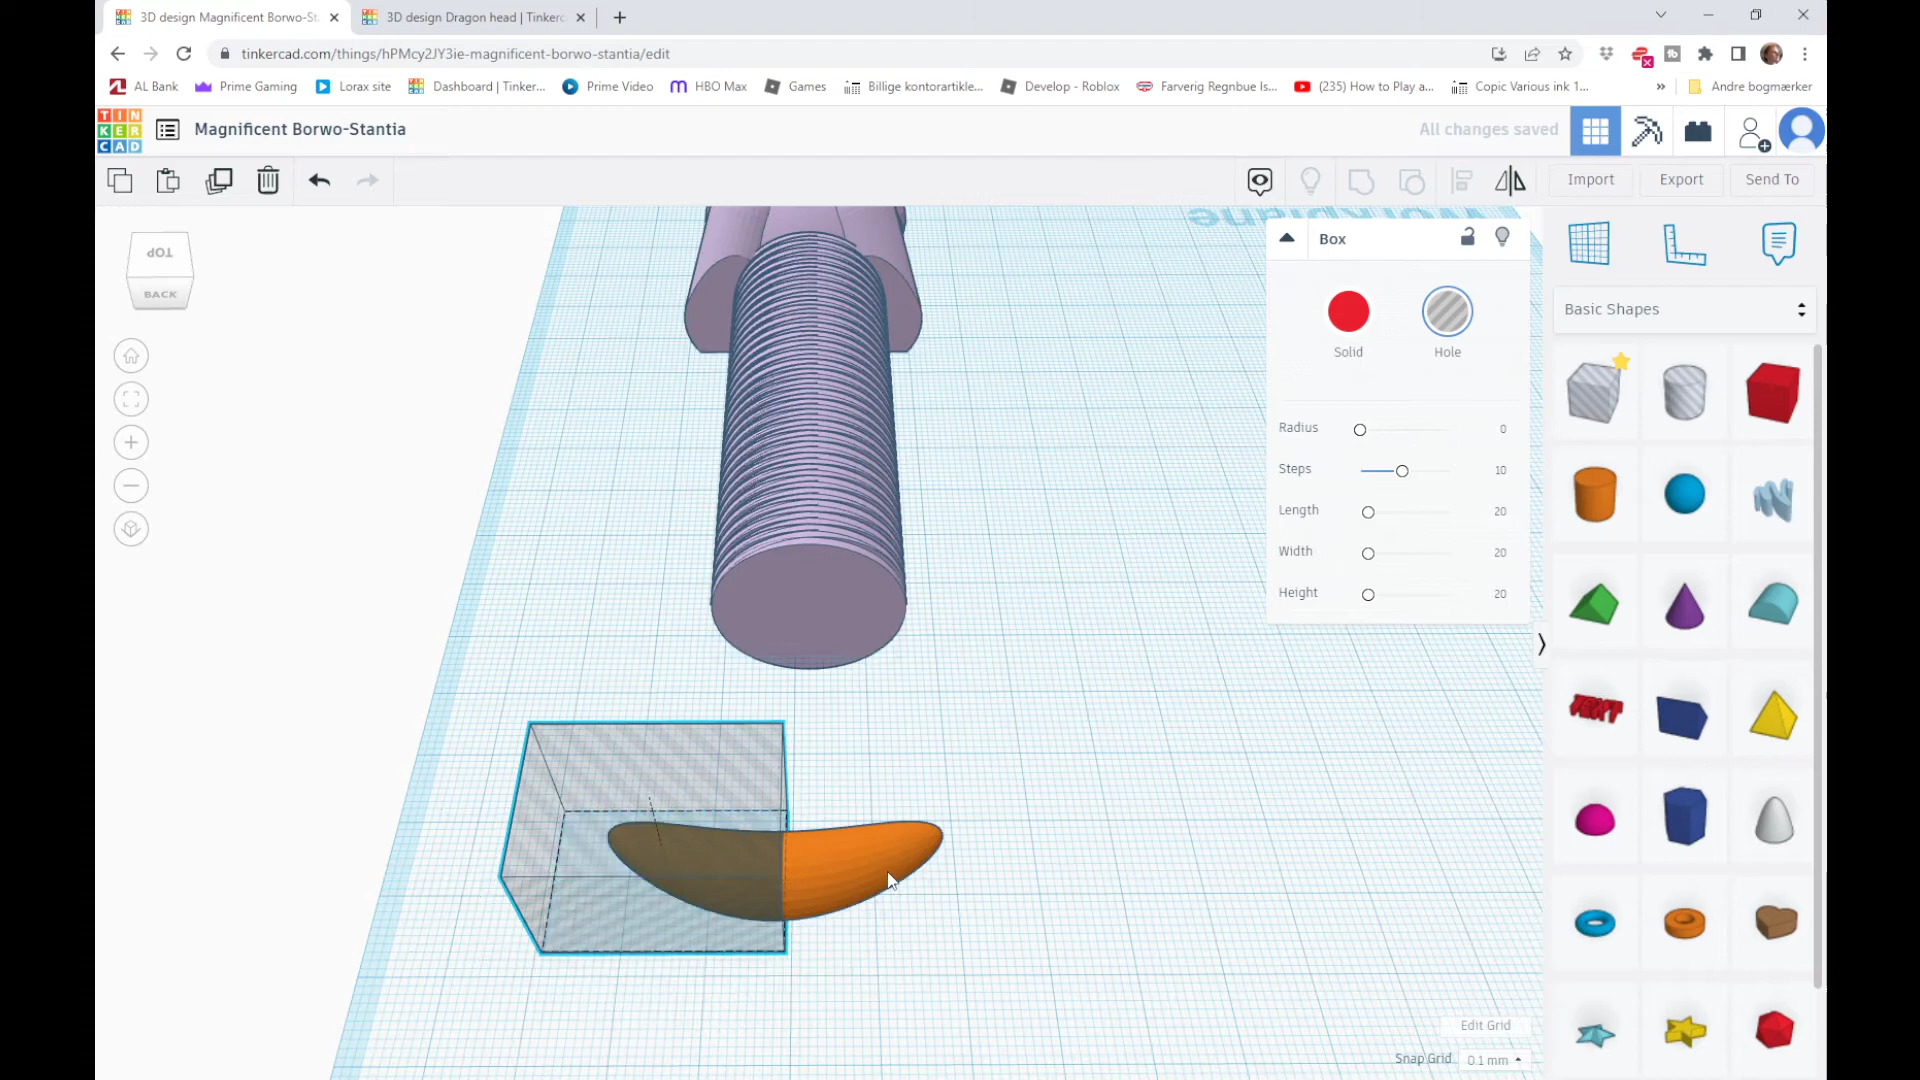 3D design Magnificent Borwo-St
3D design Dragon head | Tinkerc
tinkercad.com/things/hPMcy2JY3ie-magnificent-borwo-stantia/edit
AL Bank
Prime Gaming
Lorax site
Dashboard | Tinker...
Prime Video
HBO Max
Games
Billige kontorartikle...
Develop - Roblox
Farverig Regnbue Is...
(235) How to Play a...
Copic Various ink 1...
»
Andre bogmærker
TIN
KER
CAD
Magnificent Borwo-Stantia
All changes saved
Import
Export
Send To
Workplane
TOP
BACK
Box
Solid
Hole
Radius 0
Steps 10
Length 20
Width 20
Height 20
Basic Shapes
TEXT
Edit Grid
Snap Grid 0.1 mm